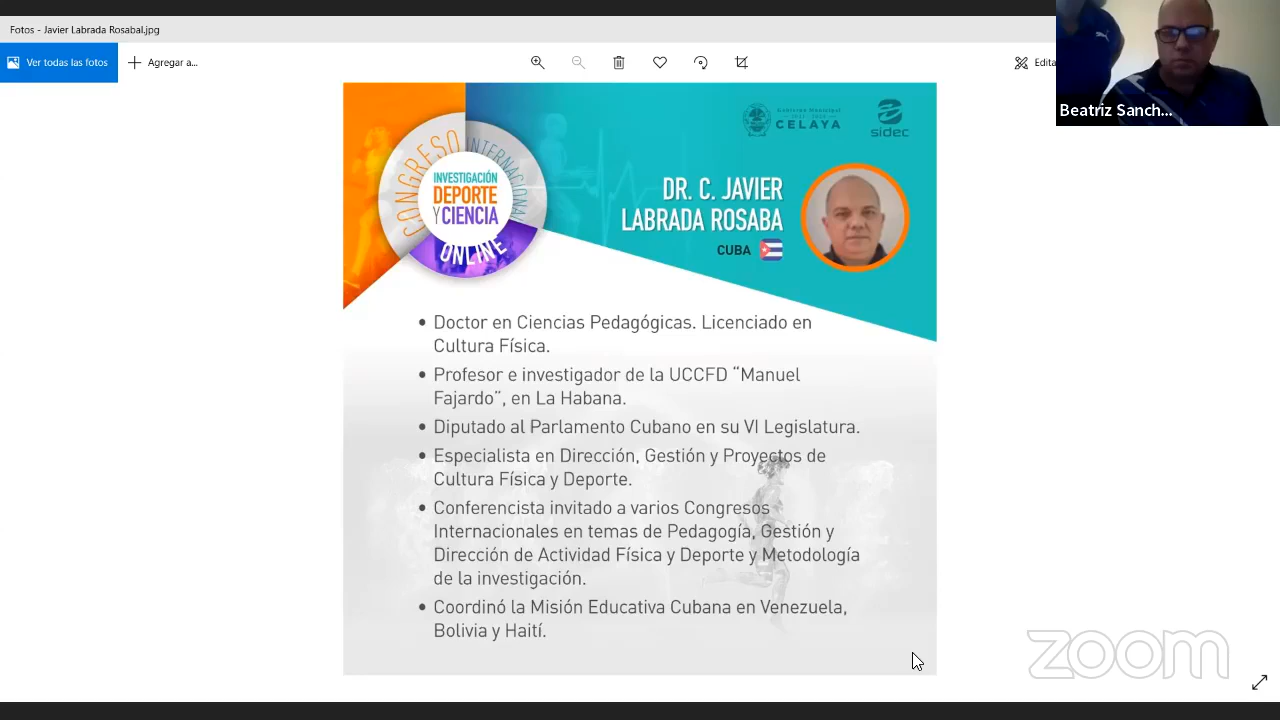 Fotos - Javier Labrada Rosabal.jpg
Ver todas las fotos
Agregar a...
Edita
Beatriz Sanch...
Gobierno Municipal
CELAYA
sidec
CONGRESO
INTERNACIONAL
INVESTIGACIÓN
DEPORTE
Y CIENCIA
ONLINE
DR. C. JAVIER
LABRADA ROSABA
CUBA
• Doctor en Ciencias Pedagógicas. Licenciado en
Cultura Física.
• Profesor e investigador de la UCCFD “Manuel
Fajardo”, en La Habana.
• Diputado al Parlamento Cubano en su VI Legislatura.
• Especialista en Dirección, Gestión y Proyectos de
Cultura Física y Deporte.
• Conferencista invitado a varios Congresos
Internacionales en temas de Pedagogía, Gestión y
Dirección de Actividad Física y Deporte y Metodología
de la investigación.
• Coordinó la Misión Educativa Cubana en Venezuela,
Bolivia y Haití.
zoom